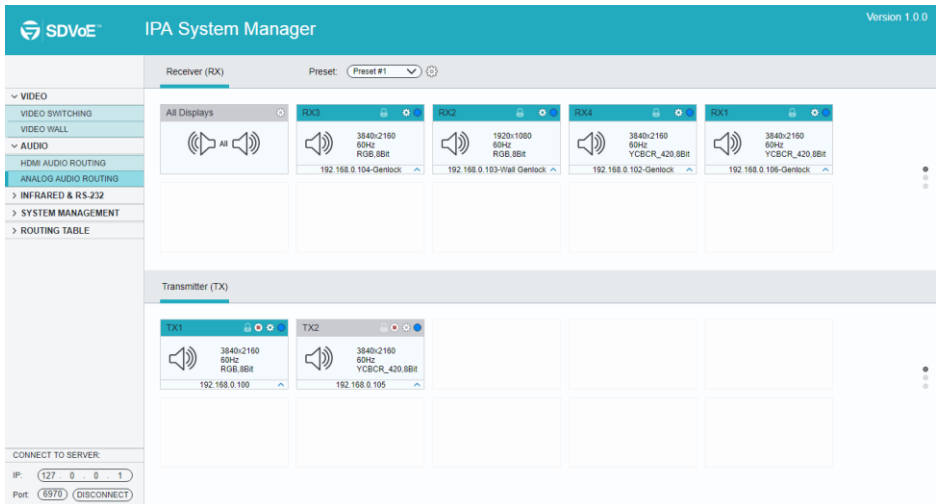 SDVoE™
IPA System Manager
Version 1.0.0
Receiver (RX)
Preset: Preset #1
VIDEO
VIDEO SWITCHING
VIDEO WALL
AUDIO
HDMI AUDIO ROUTING
ANALOG AUDIO ROUTING
INFRARED & RS-232
SYSTEM MANAGEMENT
ROUTING TABLE
All Displays
All
RX3
3840x2160
60Hz
RGB,8Bit
192.168.0.104-Genlock
RX2
1920x1080
60Hz
RGB,8Bit
192.168.0.103-Wall Genlock
RX4
3840x2160
60Hz
YCBCR_420,8Bit
192.168.0.102-Genlock
RX1
3840x2160
60Hz
YCBCR_420,8Bit
192.168.0.106-Genlock
Transmitter (TX)
TX1
3840x2160
60Hz
RGB,8Bit
192.168.0.100
TX2
3840x2160
60Hz
YCBCR_420,8Bit
192.168.0.105
CONNECT TO SERVER:
IP: 127 . 0 . 0 . 1
Port: 6970 DISCONNECT